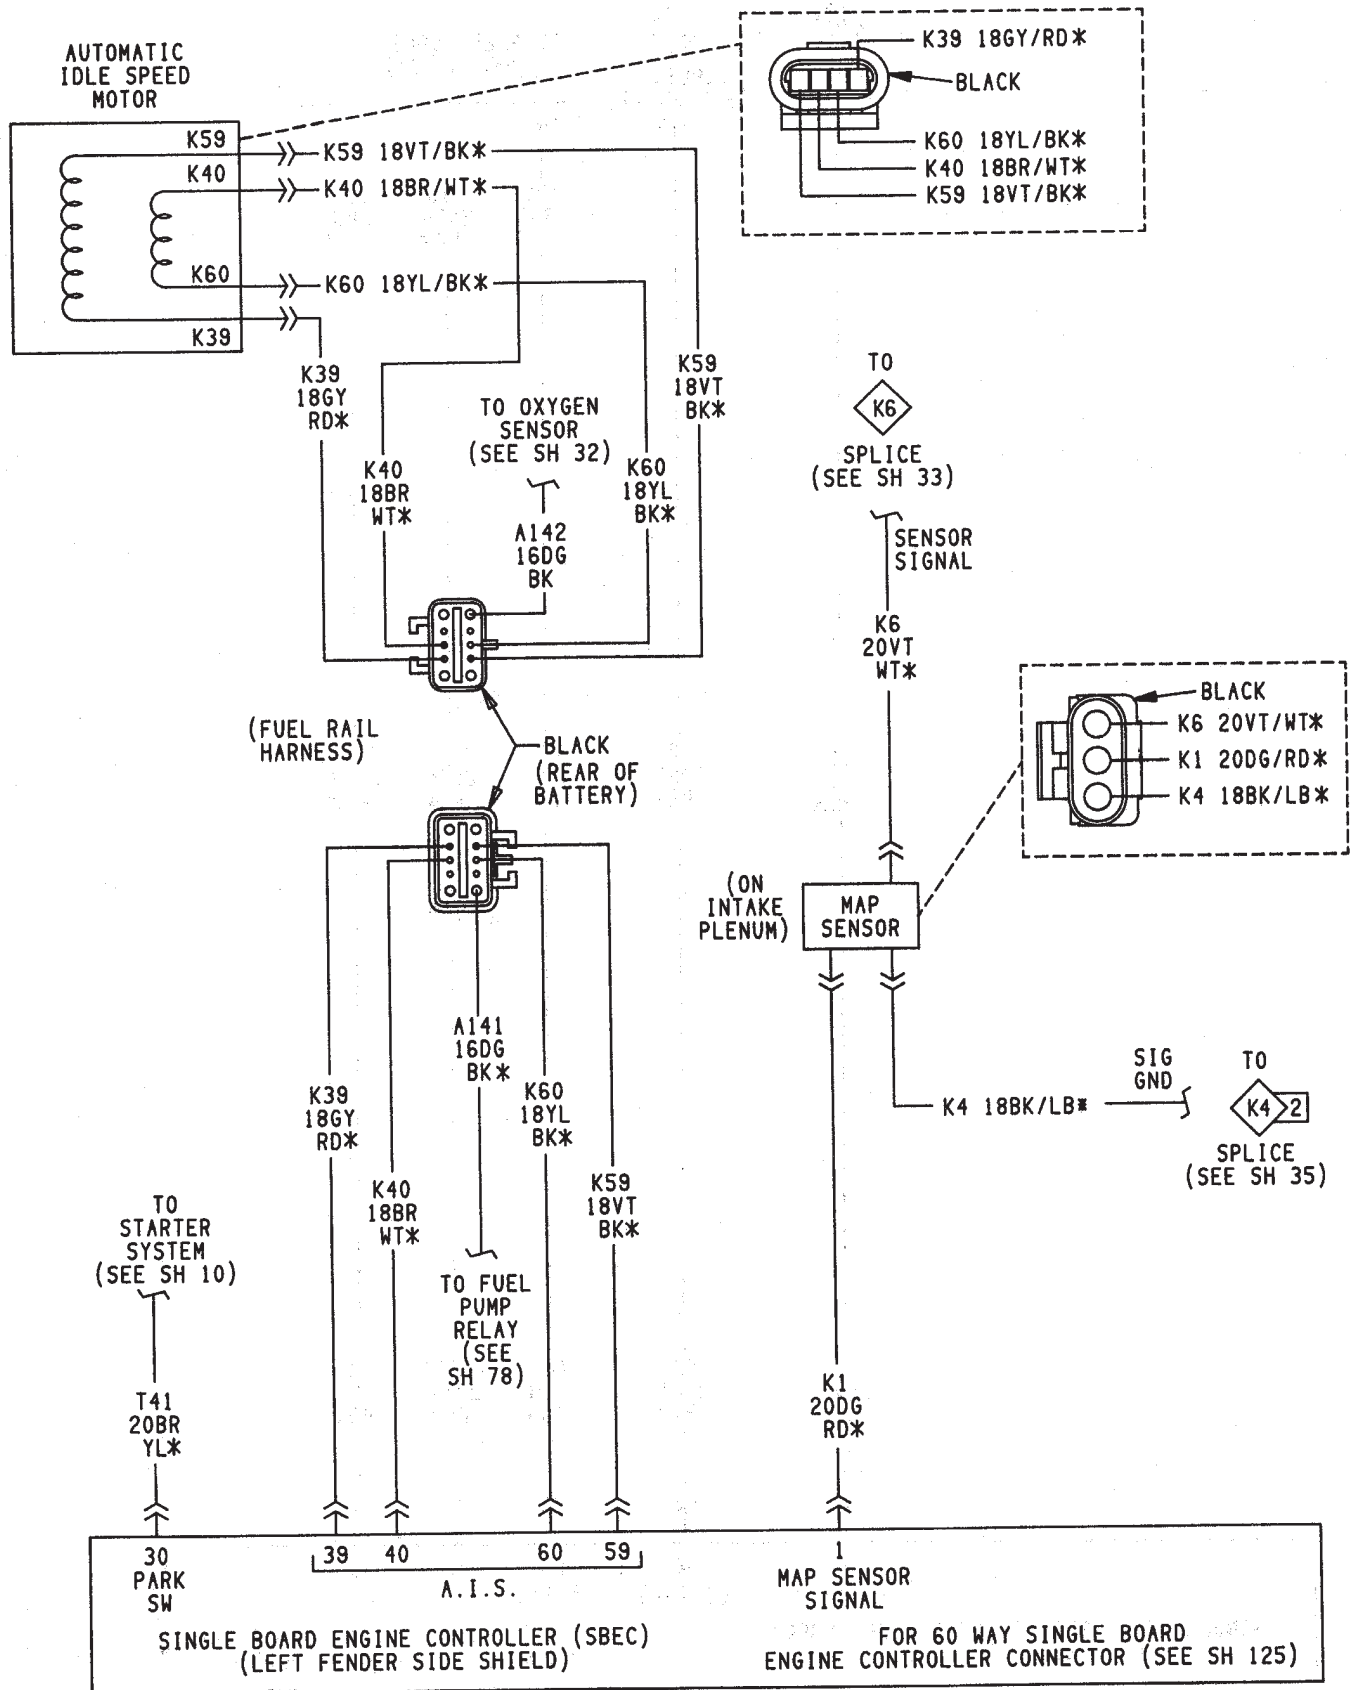 AUTOMATIC
IDLE SPEED
MOTOR
K59
K40
K60
K39
K59 18VT/BK*
K40 18BR/WT*
K60 18YL/BK*
K39 18GY/RD*
BLACK
K60 18YL/BK*
K40 18BR/WT*
K59 18VT/BK*
K39
18GY
RD*
K40
18BR
WT*
TO OXYGEN
SENSOR
(SEE SH 32)
A142
16DG
BK
K60
18YL
BK*
K59
18VT
BK*
TO
K6
SPLICE
(SEE SH 33)
SENSOR
SIGNAL
K6
20VT
WT*
BLACK
K6 20VT/WT*
K1 20DG/RD*
K4 18BK/LB*
(FUEL RAIL
HARNESS)
BLACK
(REAR OF
BATTERY)
(ON
INTAKE
PLENUM)
MAP
SENSOR
K39
18GY
RD*
K40
18BR
WT*
A141
16DG
BK*
K60
18YL
BK*
K59
18VT
BK*
K4 18BK/LB*
SIG
GND
TO
K4 2
SPLICE
(SEE SH 35)
TO
STARTER
SYSTEM
(SEE SH 10)
TO FUEL
PUMP
RELAY
(SEE
SH 78)
T41
20BR
YL*
K1
20DG
RD*
30
PARK
SW
39 40 60 59
A.I.S.
1
MAP SENSOR
SIGNAL
SINGLE BOARD ENGINE CONTROLLER (SBEC)
(LEFT FENDER SIDE SHIELD)
FOR 60 WAY SINGLE BOARD
ENGINE CONTROLLER CONNECTOR (SEE SH 125)